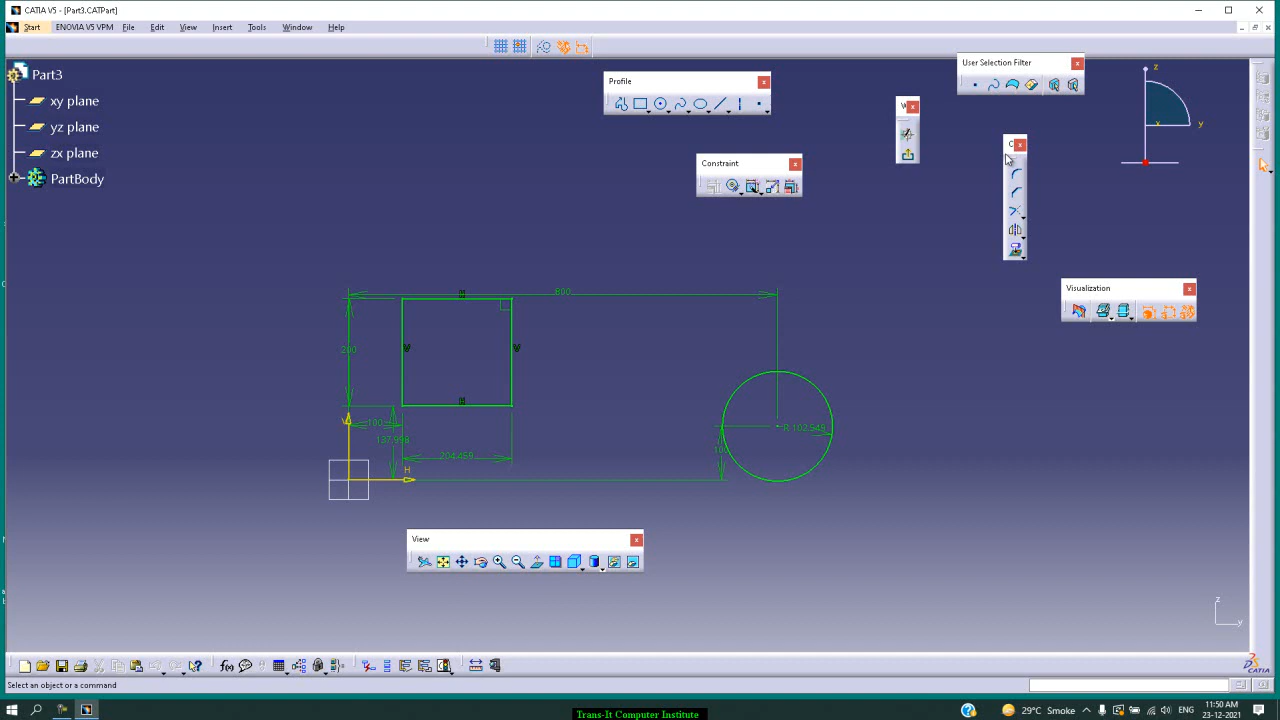 CATIA V5 - [Part3.CATPart]
Start ENOVIA V5 VPM File Edit View Insert Tools Window Help
User Selection Filter
Part3
z
Profile
xy plane
x
y
yz plane
zx plane
Constraint
PartBody
Visualization
H
800
V
V
200
H
100
R 102.549
137.996
204.459
H
View
z
y
f(x)
CATIA
Select an object or a command
29°C Smoke
ENG
11:50 AM
23-12-2021
Trans-It Computer Institute